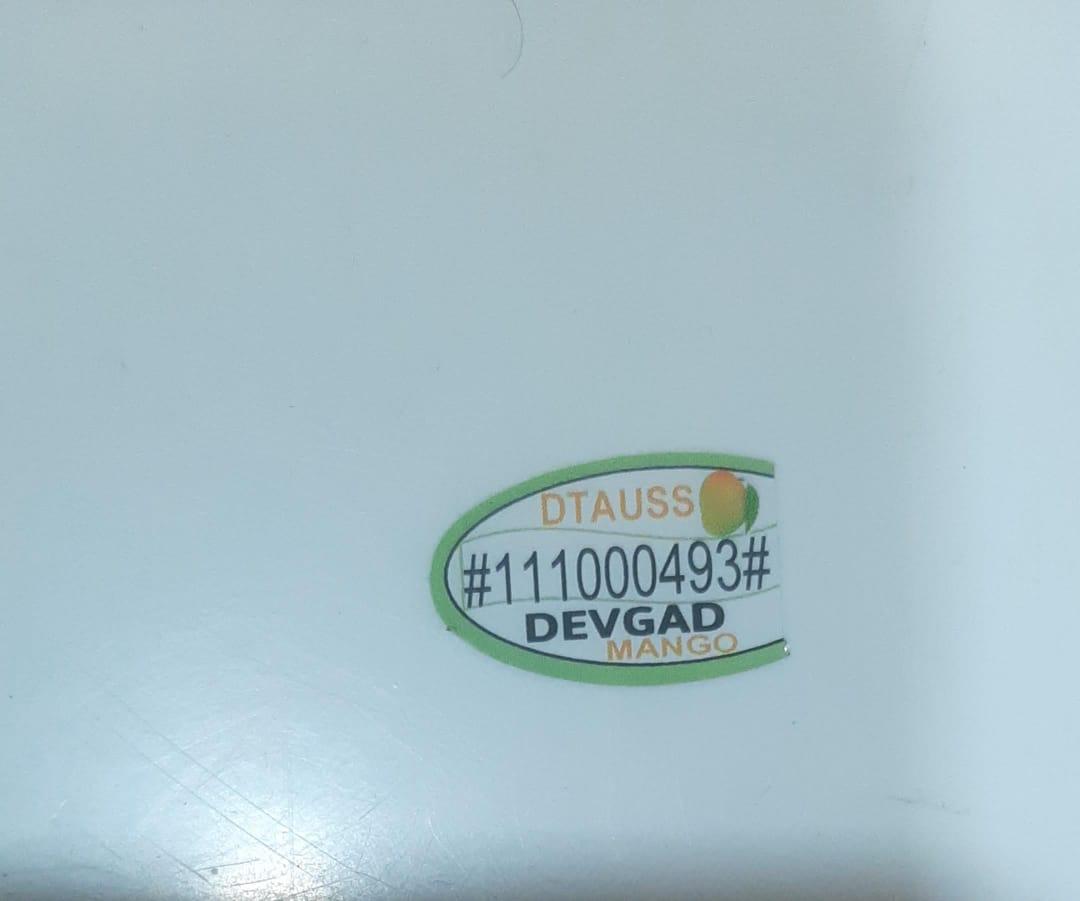 DTAUSS
#111000493#
DEVGAD
MANGO